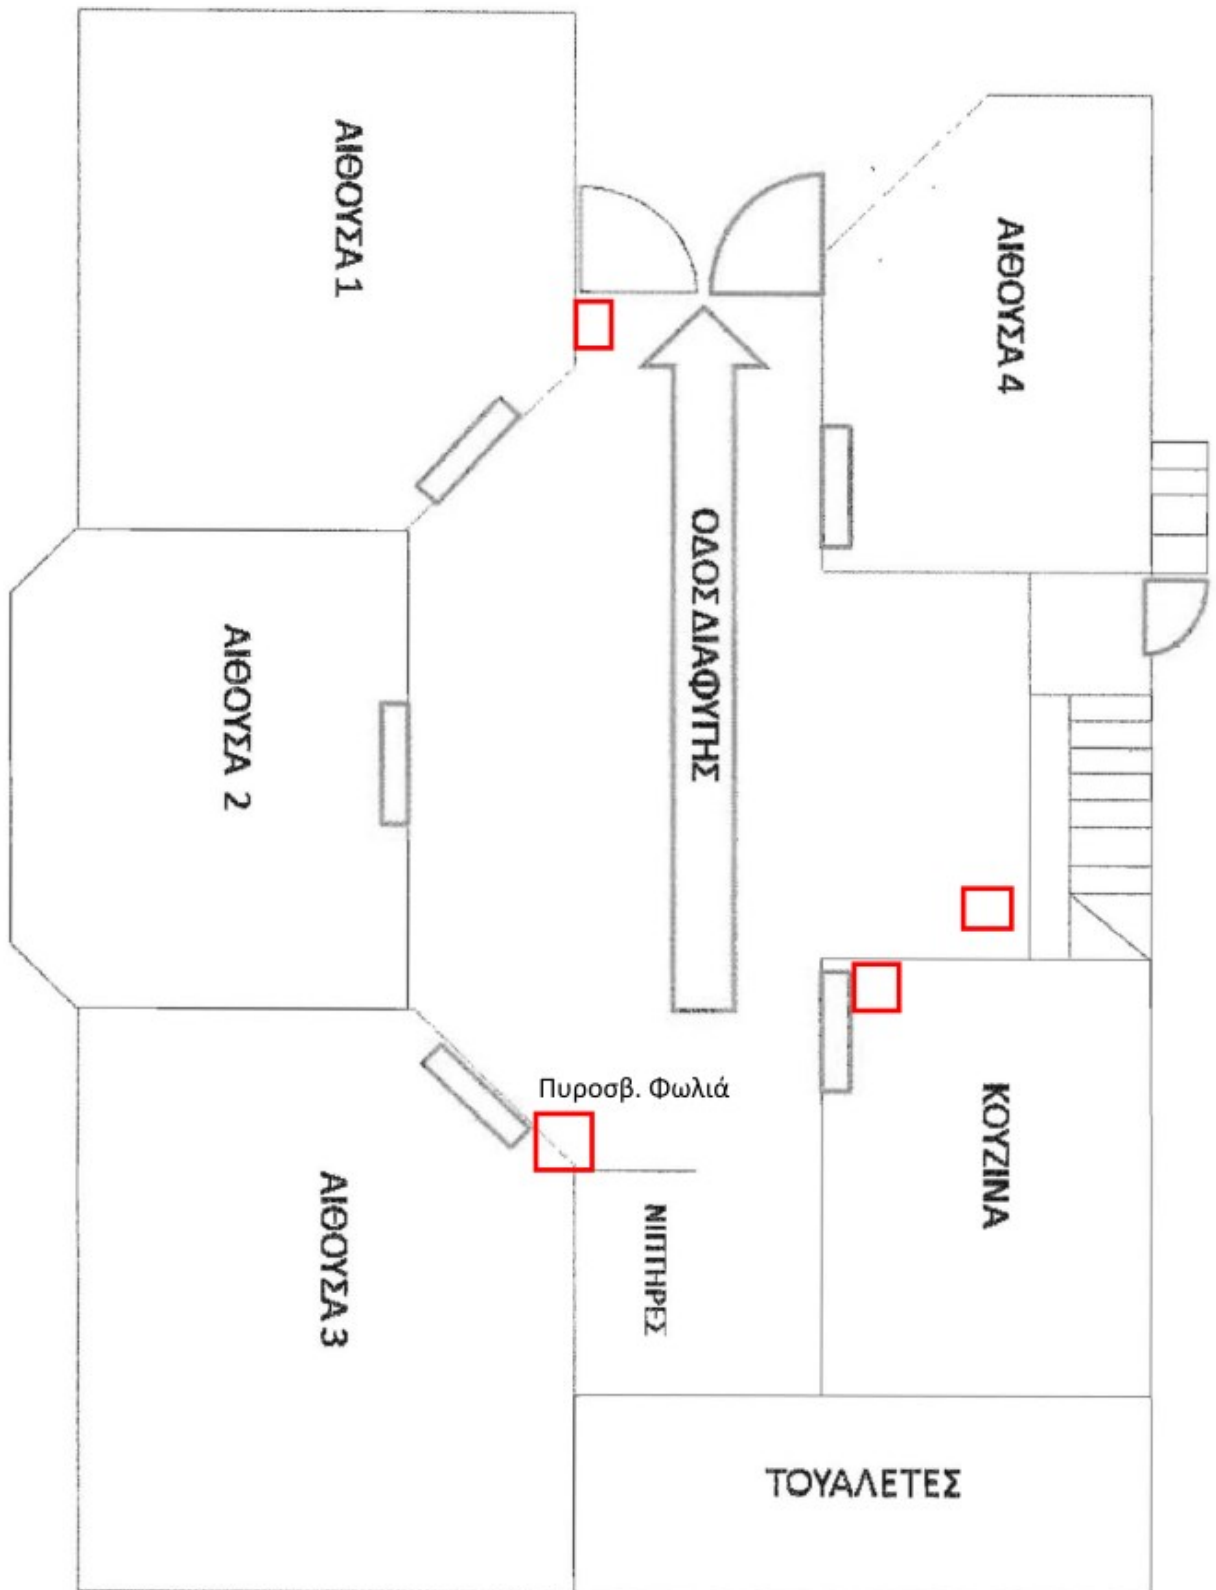 ΑΙΘΟΥΣΑ 1
ΑΙΘΟΥΣΑ 4
ΟΔΟΣ ΔΙΑΦΥΓΗΣ
ΑΙΘΟΥΣΑ 2
Πυροσβ. Φωλιά
ΚΟΥΖΙΝΑ
ΑΙΘΟΥΣΑ 3
ΝΙΠΤΗΡΕΣ
ΤΟΥΑΛΕΤΕΣ